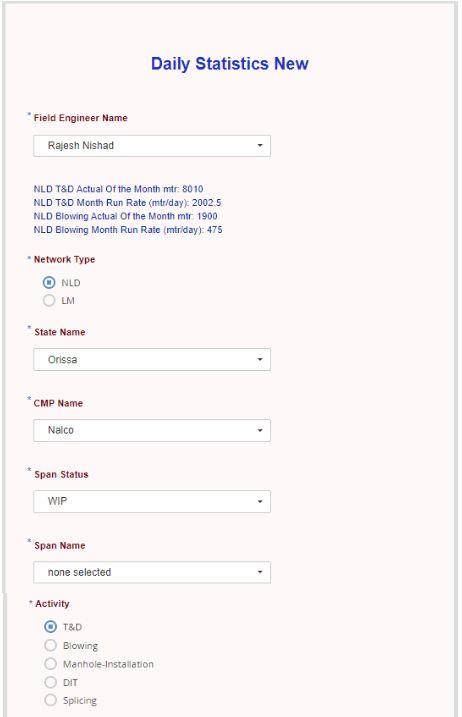 Daily Statistics New
* Field Engineer Name
Rajesh Nishad
NLD T&D Actual Of the Month mtr: 8010
NLD T&D Month Run Rate (mtr/day): 2002.5
NLD Blowing Actual Of the Month mtr: 1900
NLD Blowing Month Run Rate (mtr/day): 475
* Network Type
NLD
LM
* State Name
Orissa
* CMP Name
Nalco
* Span Status
WIP
* Span Name
none selected
* Activity
T&D
Blowing
Manhole-Installation
DIT
Splicing